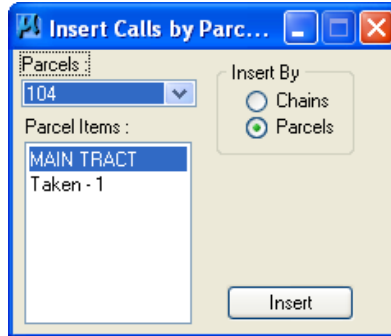 Insert Calls by Parc...
Parcels :
104
Parcel Items :
MAIN TRACT
Taken - 1
Insert By
Chains
Parcels
Insert